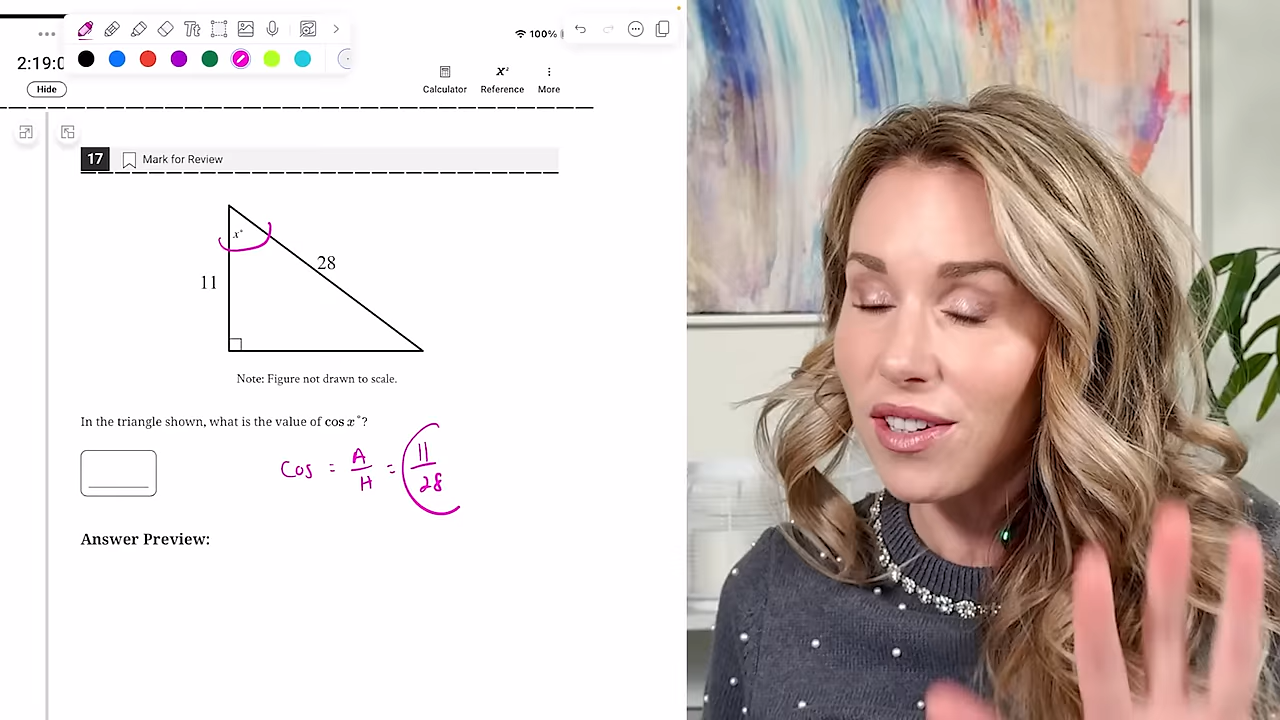 100%
2:19:0
Hide
Calculator
X² Reference
More
17 Mark for Review
x°
28
11
Note: Figure not drawn to scale.
In the triangle shown, what is the value of cos x°?
Cos = A/H = 11/28
Answer Preview: